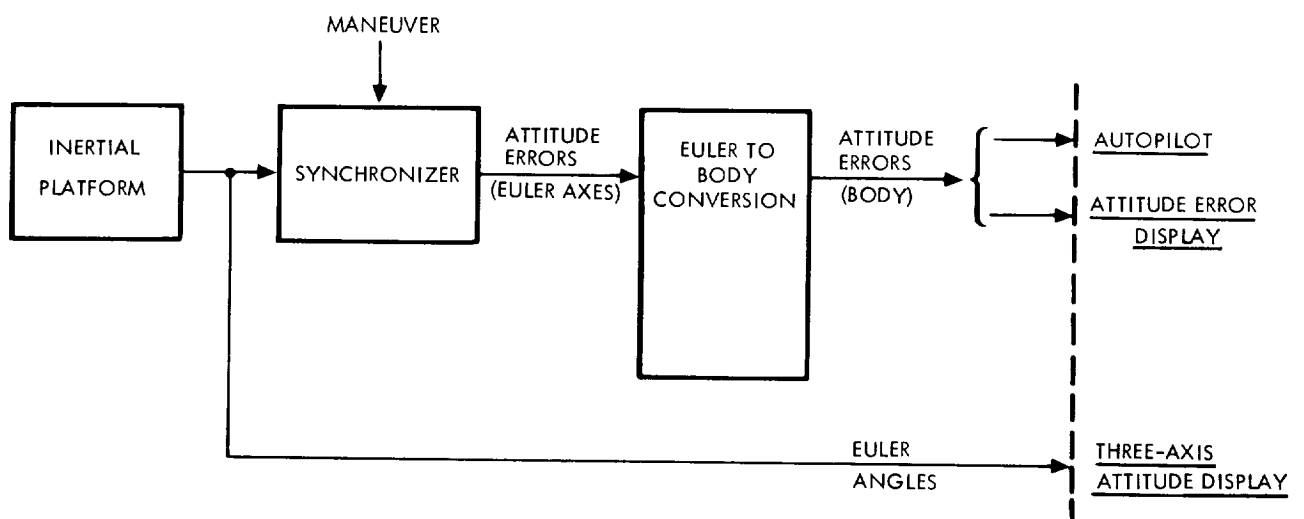 MANEUVER
INERTIAL
PLATFORM
SYNCHRONIZER
ATTITUDE
ERRORS
(EULER AXES)
EULER TO
BODY
CONVERSION
ATTITUDE
ERRORS
(BODY)
AUTOPILOT
ATTITUDE ERROR
DISPLAY
EULER
ANGLES
THREE-AXIS
ATTITUDE DISPLAY